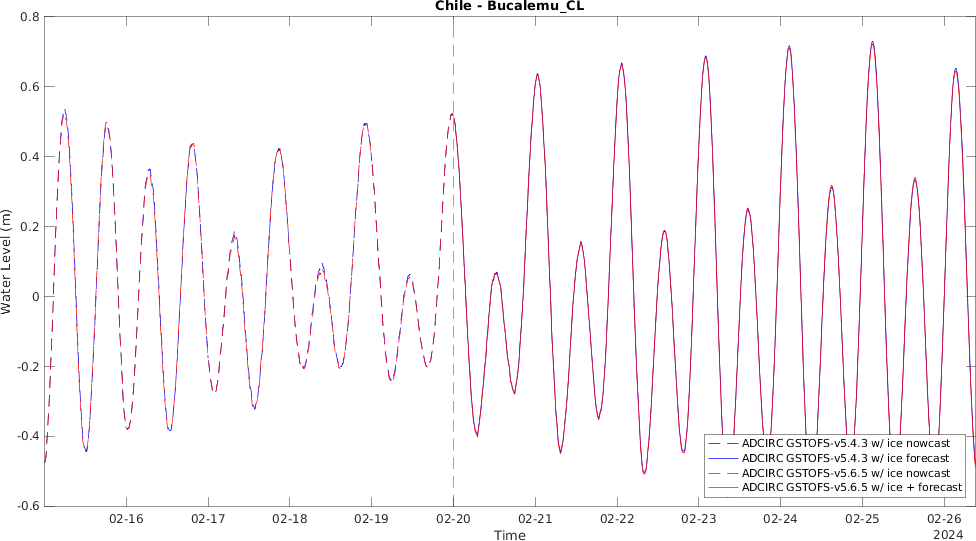 Chile - Bucalemu_CL
Water Level (m)
0.8
0.6
0.4
0.2
0
-0.2
-0.4
-0.6
ADCIRC GSTOFS-v5.4.3 w/ ice nowcast
ADCIRC GSTOFS-v5.4.3 w/ ice forecast
ADCIRC GSTOFS-v5.6.5 w/ ice nowcast
ADCIRC GSTOFS-v5.6.5 w/ ice + forecast
02-16 02-17 02-18 02-19 02-20 02-21 02-22 02-23 02-24 02-25 02-26
Time
2024